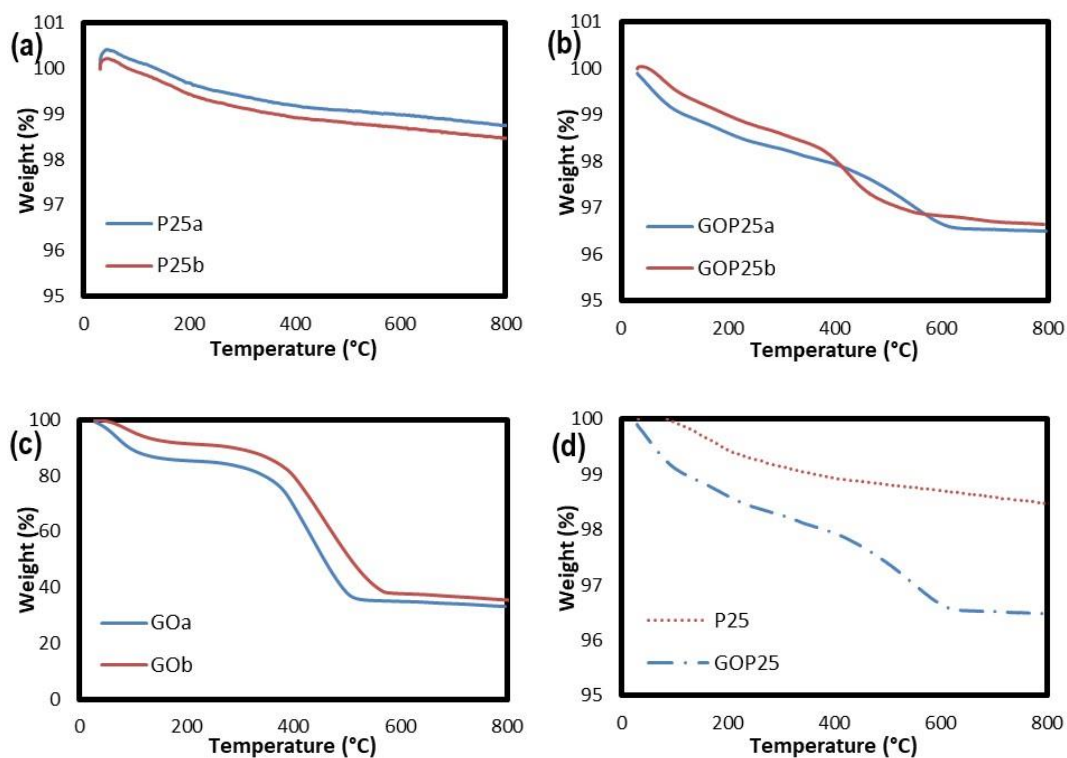 (a)
Weight (%)
101
100
99
98
97
96
95
P25a
P25b
0 200 400 600 800
Temperature (°C)
(b)
Weight (%)
101
100
99
98
97
96
95
GOP25a
GOP25b
0 200 400 600 800
Temperature (°C)
(c)
Weight (%)
100
80
60
40
20
0
GOa
GOb
0 200 400 600 800
Temperature (°C)
(d)
Weight (%)
100
99
98
97
96
95
P25
GOP25
0 200 400 600 800
Temperature (°C)